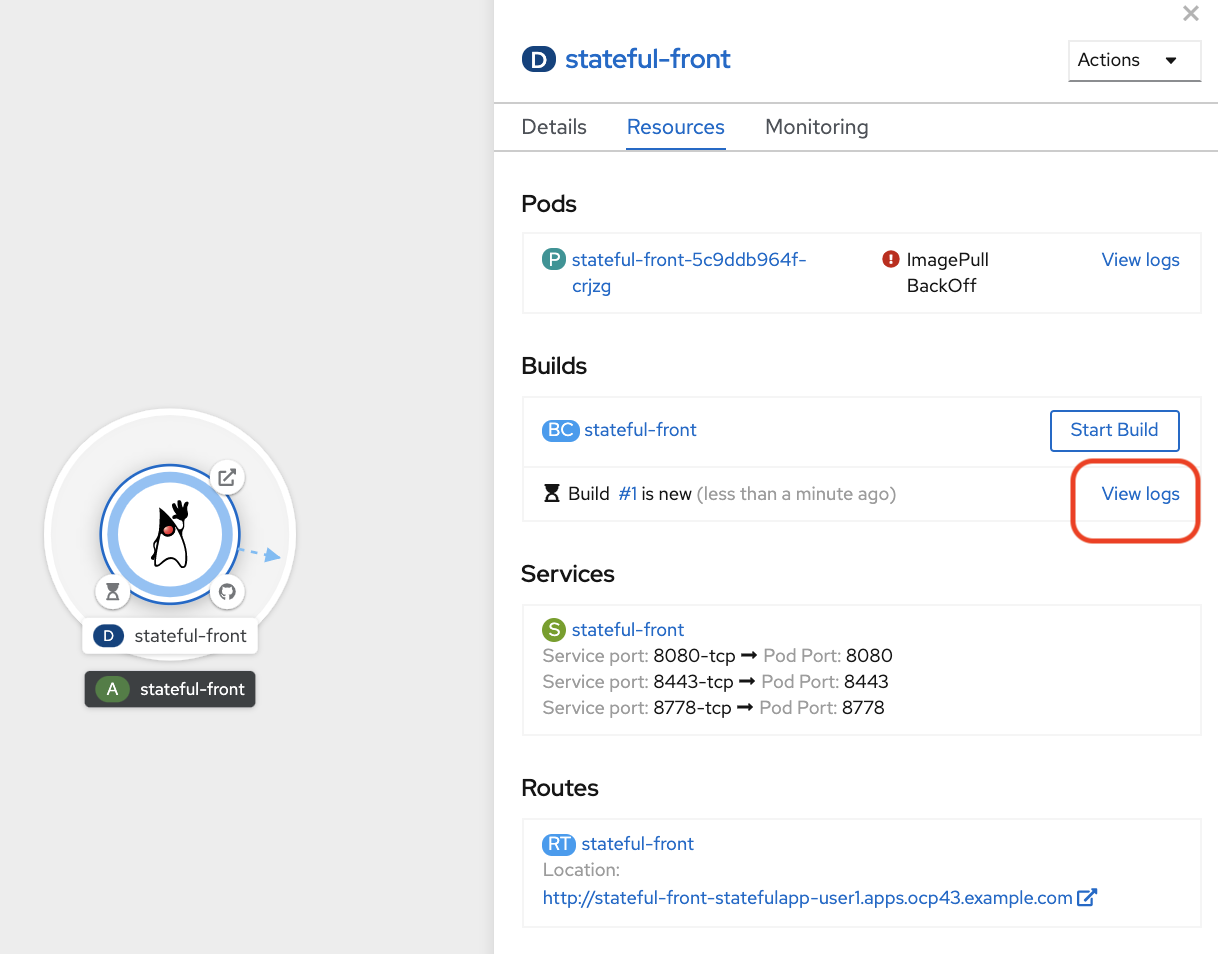 D stateful-front
Actions
Details Resources Monitoring
Pods
P stateful-front-5c9ddb964f-
crjzg
ImagePull
BackOff
View logs
Builds
BC stateful-front
Start Build
Build #1 is new (less than a minute ago)
View logs
Services
S stateful-front
Service port: 8080-tcp → Pod Port: 8080
Service port: 8443-tcp → Pod Port: 8443
Service port: 8778-tcp → Pod Port: 8778
Routes
RT stateful-front
Location:
http://stateful-front-statefulapp-user1.apps.ocp43.example.com
D stateful-front
A stateful-front